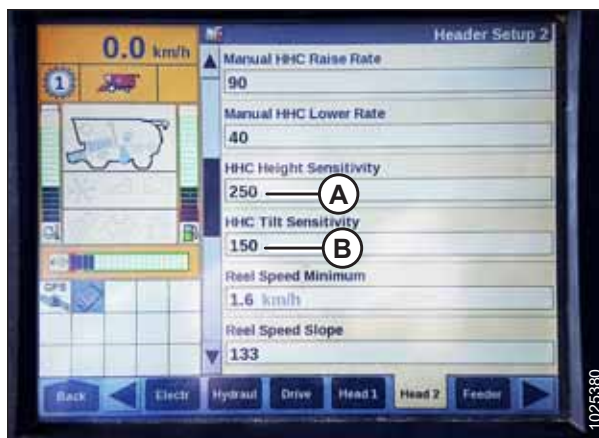 Header Setup 2
0.0 km/h
1
GPS
Manual HHC Raise Rate
90
Manual HHC Lower Rate
40
HHC Height Sensitivity
250
A
HHC Tilt Sensitivity
150
B
Reel Speed Minimum
1.6 km/h
Reel Speed Slope
133
Back
Electr
Hydraul
Drive
Head 1
Head 2
Feeder
1025380